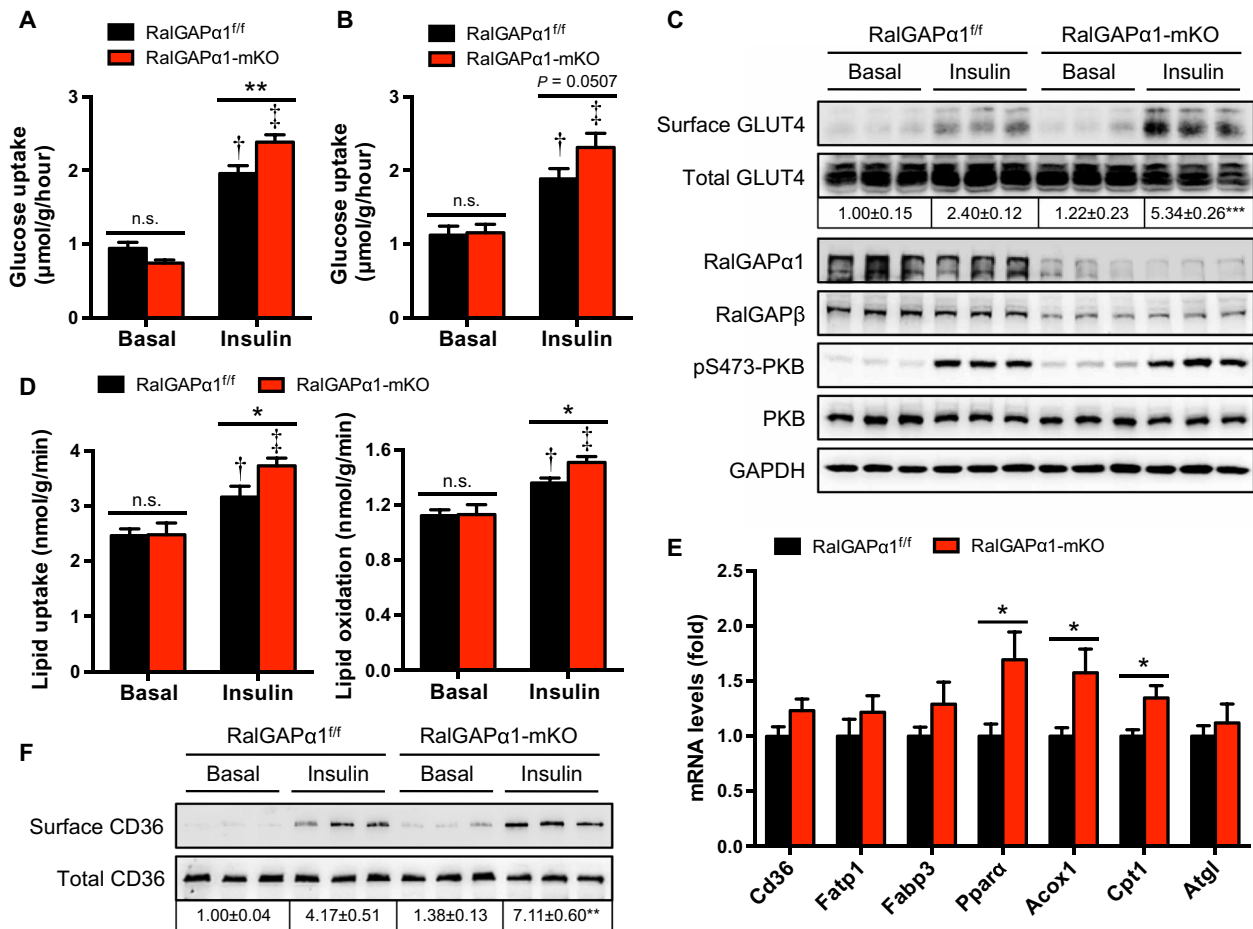 A
RalGAPα1f/f
RalGAPα1-mKO
Glucose uptake
(µmol/g/hour)
3
2
1
0
n.s.
**
†
‡
Basal
Insulin
B
RalGAPα1f/f
RalGAPα1-mKO
Glucose uptake
(µmol/g/hour)
3
2
1
0
n.s.
P = 0.0507
†
‡
Basal
Insulin
C
RalGAPα1f/f
RalGAPα1-mKO
Basal
Insulin
Basal
Insulin
Surface GLUT4
Total GLUT4
1.00±0.15
2.40±0.12
1.22±0.23
5.34±0.26***
RalGAPα1
RalGAPβ
pS473-PKB
PKB
GAPDH
D
RalGAPα1f/f
RalGAPα1-mKO
Lipid uptake (nmol/g/min)
4
3
2
1
0
n.s.
*
†
‡
Basal
Insulin
Lipid oxidation (nmol/g/min)
1.6
1.2
0.8
0.4
0.0
n.s.
*
†
‡
Basal
Insulin
E
RalGAPα1f/f
RalGAPα1-mKO
mRNA levels (fold)
2.5
2.0
1.5
1.0
0.5
0.0
*
*
*
Cd36
Fatp1
Fabp3
Pparα
Acox1
Cpt1
Atgl
F
RalGAPα1f/f
RalGAPα1-mKO
Basal
Insulin
Basal
Insulin
Surface CD36
Total CD36
1.00±0.04
4.17±0.51
1.38±0.13
7.11±0.60**